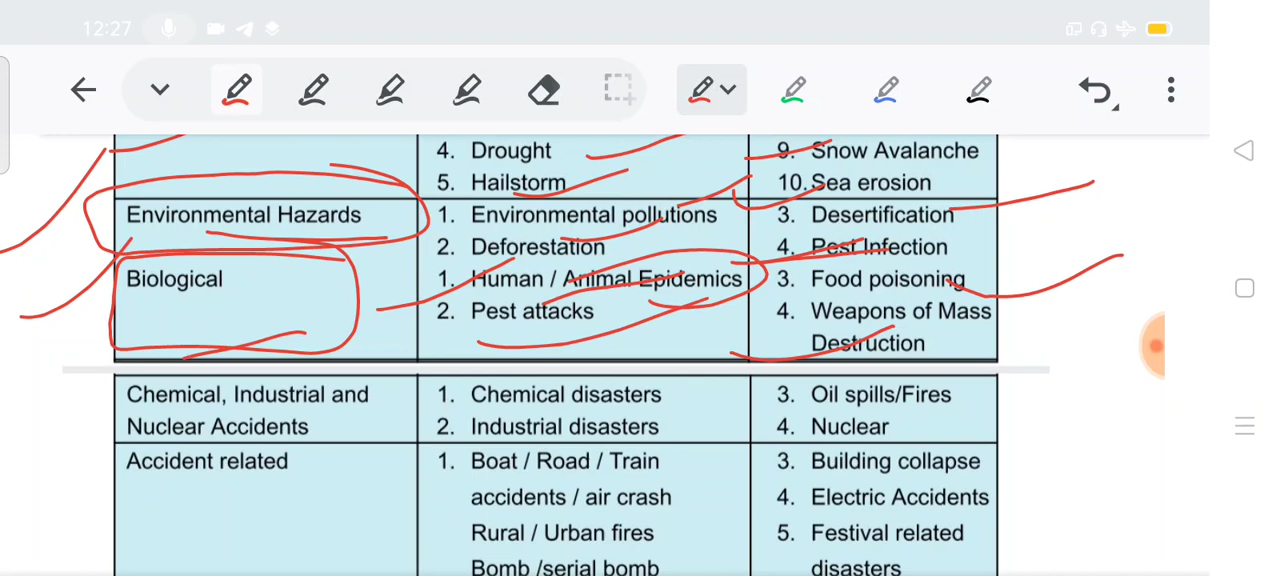 12:27
4. Drought 9. Snow Avalanche
5. Hailstorm 10. Sea erosion
Environmental Hazards 1. Environmental pollutions 3. Desertification
2. Deforestation 4. Pest Infection
Biological 1. Human / Animal Epidemics 3. Food poisoning
2. Pest attacks 4. Weapons of Mass
Destruction
Chemical, Industrial and 1. Chemical disasters 3. Oil spills/Fires
Nuclear Accidents 2. Industrial disasters 4. Nuclear
Accident related 1. Boat / Road / Train 3. Building collapse
accidents / air crash 4. Electric Accidents
Rural / Urban fires 5. Festival related
Bomb /serial bomb disasters